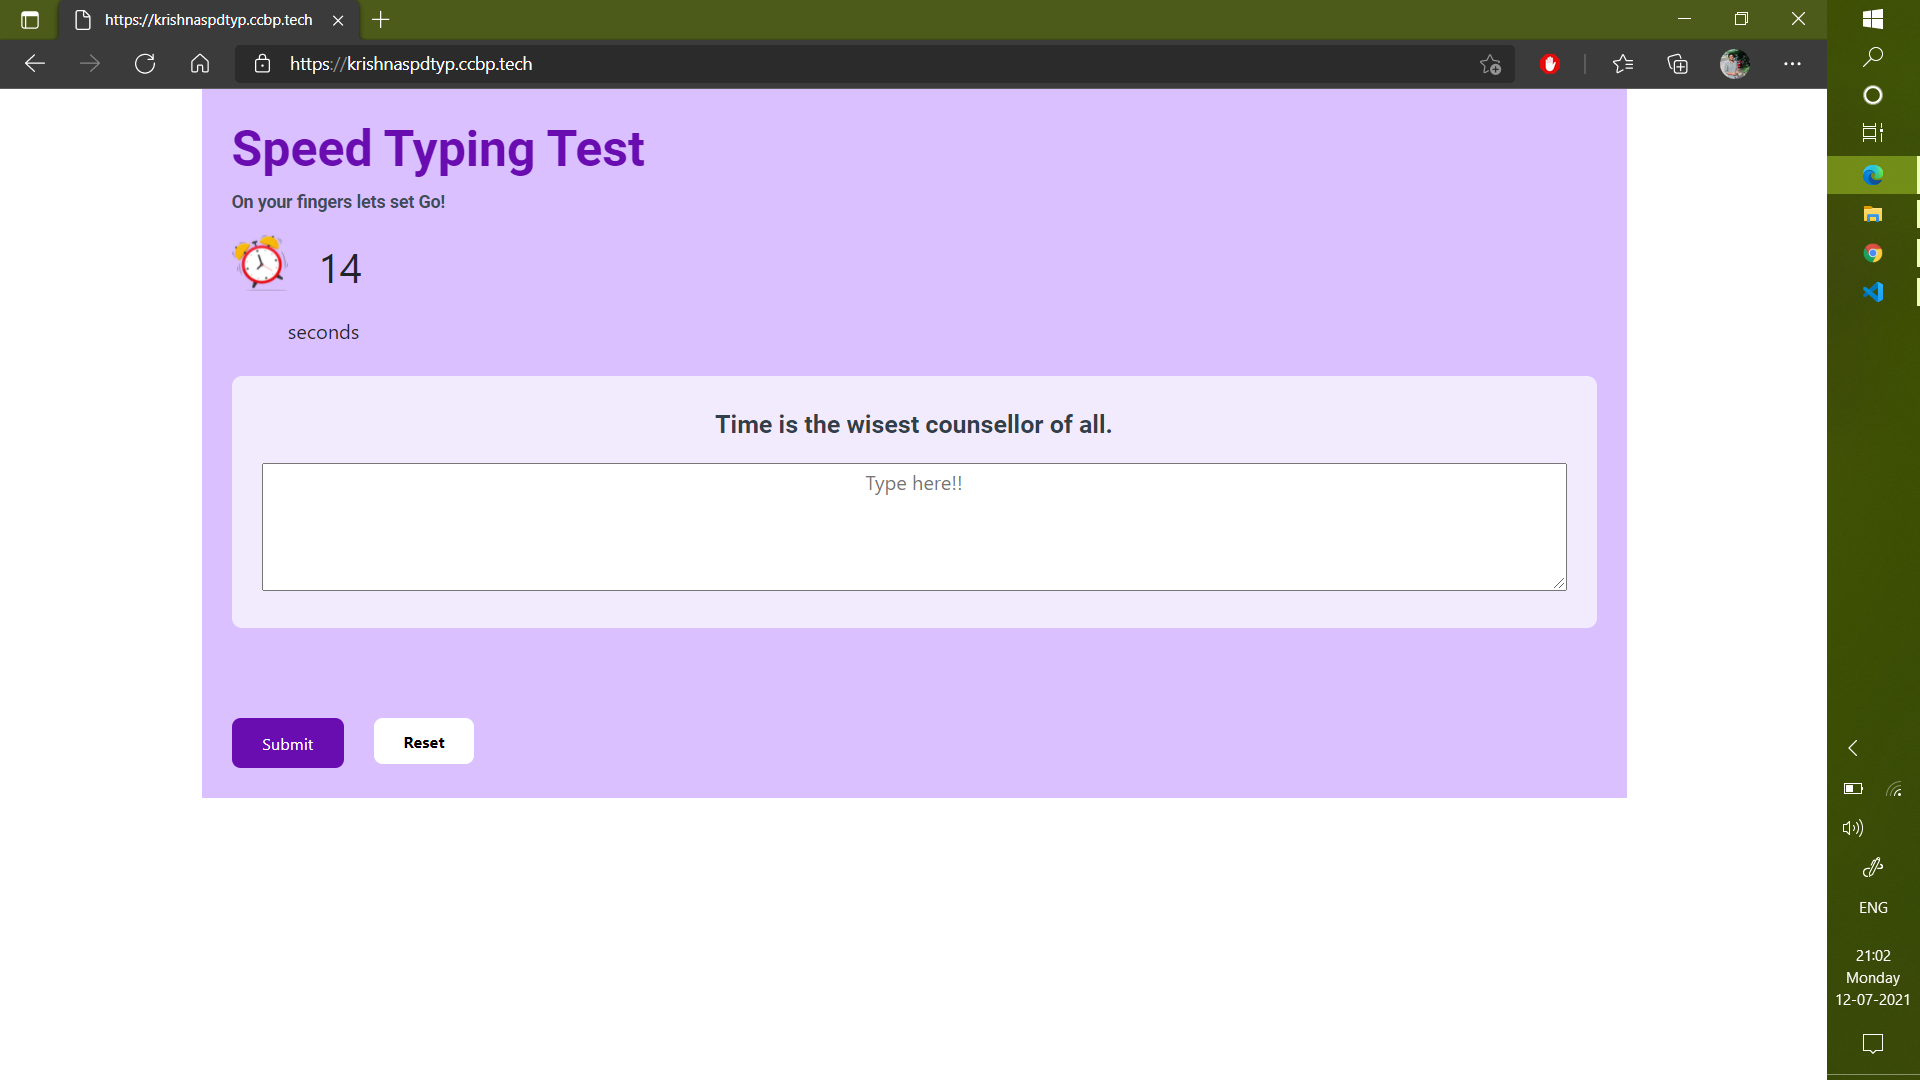 https://krishnaspdtyp.ccbp.tech
https://krishnaspdtyp.ccbp.tech
Speed Typing Test
On your fingers lets set Go!
14
seconds
Time is the wisest counsellor of all.
Type here!!
Submit
Reset
ENG
21:02
Monday
12-07-2021